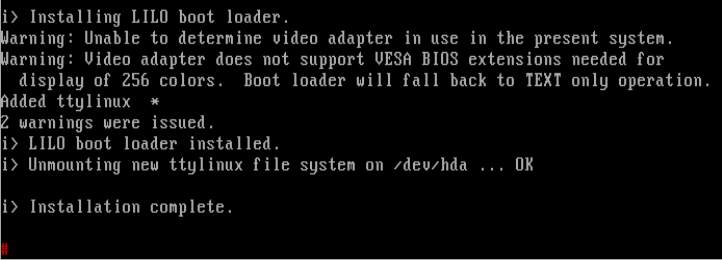 i> Installing LILO boot loader.
Warning: Unable to determine video adapter in use in the present system.
Warning: Video adapter does not support VESA BIOS extensions needed for
  display of 256 colors.  Boot loader will fall back to TEXT only operation.
Added ttylinux  *
2 warnings were issued.
i> LILO boot loader installed.
i> Unmounting new ttylinux file system on /dev/hda ... OK

i> Installation complete.

#